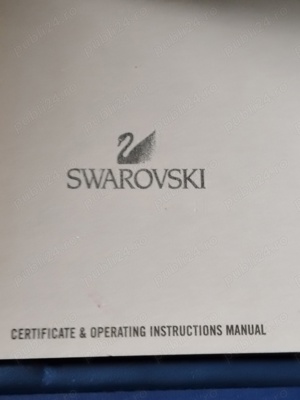 SWAROVSKI
CERTIFICATE & OPERATING INSTRUCTIONS MANUAL